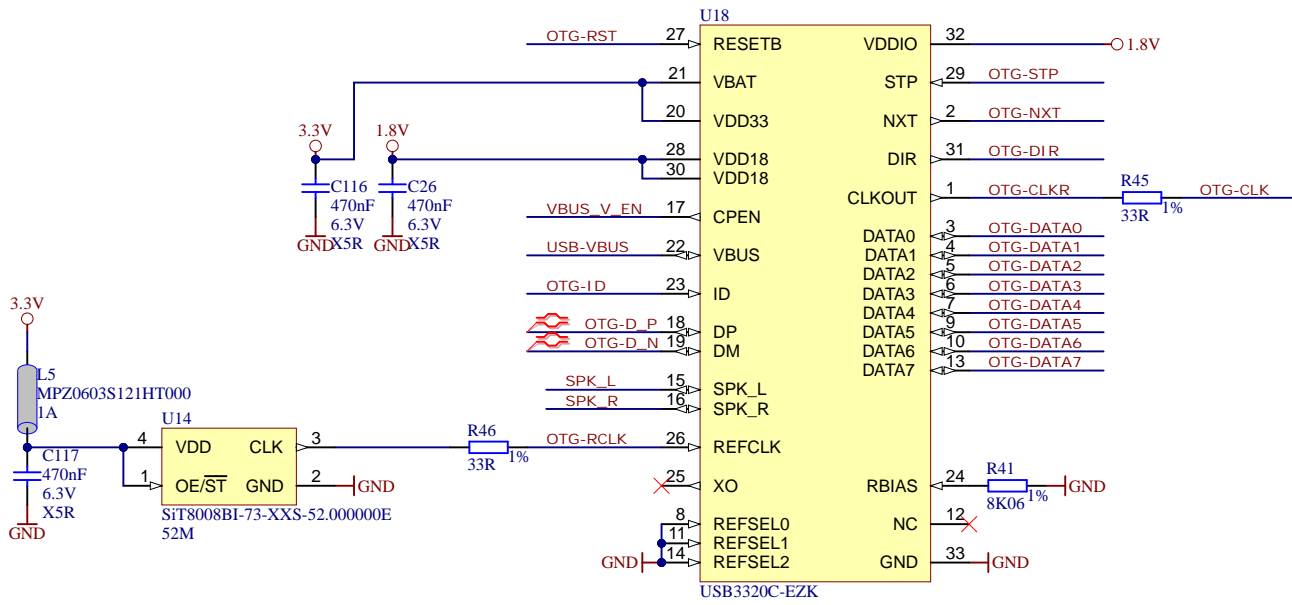 U18
OTG-RST
27
RESETB
VDDIO
32
1.8V
21
VBAT
STP
29
OTG-STP
20
VDD33
NXT
2
OTG-NXT
3.3V
1.8V
28
VDD18
DIR
31
OTG-DIR
30
VDD18
C116
470nF
6.3V
X5R
GND
C26
470nF
6.3V
X5R
GND
CLKOUT
1
OTG-CLKR
R45
33R
1%
OTG-CLK
VBUS_V_EN
17
CPEN
DATA0
3
OTG-DATA0
DATA1
4
OTG-DATA1
USB-VBUS
22
VBUS
DATA2
5
OTG-DATA2
OTG-ID
23
ID
DATA3
6
OTG-DATA3
DATA4
7
OTG-DATA4
OTG-D_P
18
DP
DATA5
9
OTG-DATA5
OTG-D_N
19
DM
DATA6
10
OTG-DATA6
DATA7
13
OTG-DATA7
SPK_L
15
SPK_L
SPK_R
16
SPK_R
3.3V
L5
MPZ0603S121HT000
1A
U14
4
VDD
CLK
3
R46
33R
1%
OTG-RCLK
26
REFCLK
C117
470nF
6.3V
X5R
GND
1
OE/ST
GND
2
GND
SiT8008BI-73-XXS-52.000000E
52M
25
XO
RBIAS
24
R41
8K06
1%
GND
8
REFSEL0
NC
12
11
REFSEL1
GND
14
REFSEL2
GND
33
GND
USB3320C-EZK